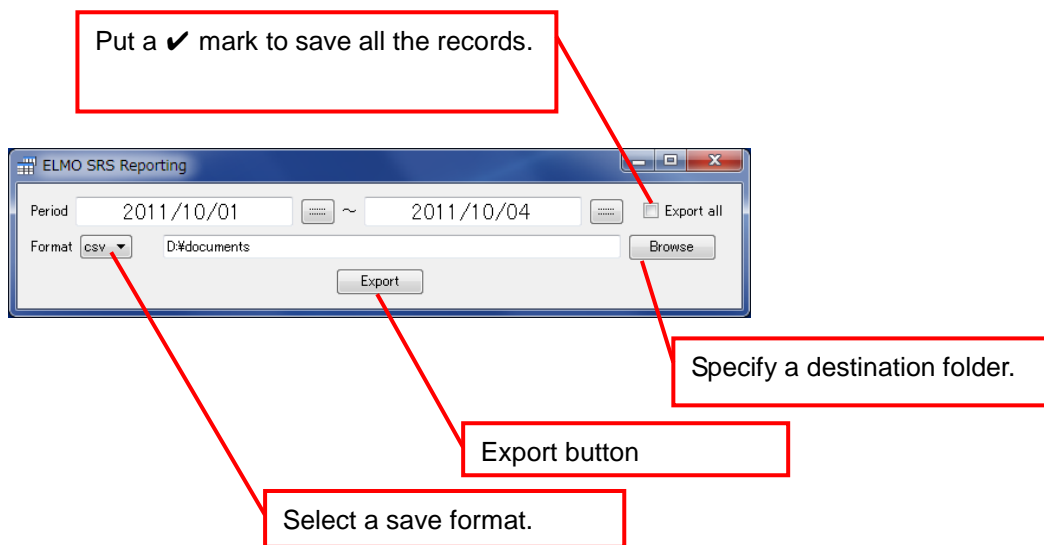 Put a ✔ mark to save all the records.
ELMO SRS Reporting
Period 2011/10/01 ～ 2011/10/04 Export all
Format csv D:¥documents Browse
Export
Specify a destination folder.
Export button
Select a save format.